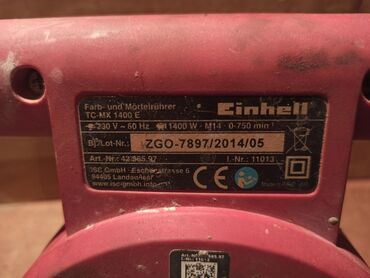 Farb- und Mörtelrührer
TC-MX 1400 E
Einhell
230 V ~ 50 Hz 1400 W - M14 0-750 min
Lot-Nr.: ZGO-7897/2014/05
Art.-Nr.: 42.585.97 I.-Nr.: 11013
iSC GmbH Eschenstrasse 6
94405 Landau/Isar
www.isc-gmbh.info